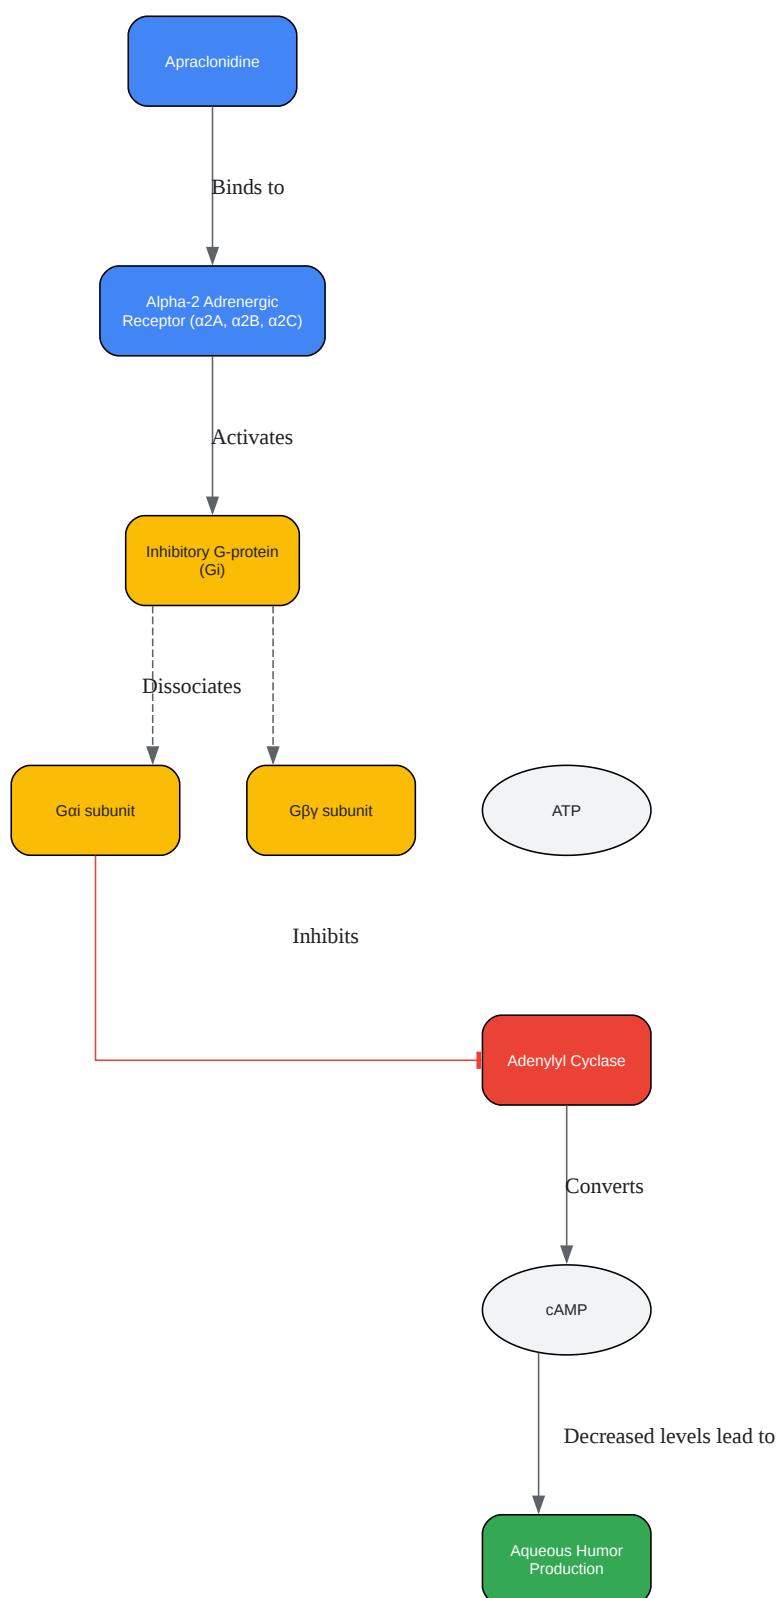 Apraclonidine
Binds to
Alpha-2 Adrenergic
Receptor (α2A, α2B, α2C)
Activates
Inhibitory G-protein
(Gi)
Dissociates
Gαi subunit
Gβγ subunit
ATP
Inhibits
Adenylyl Cyclase
Converts
cAMP
Decreased levels lead to
Aqueous Humor
Production